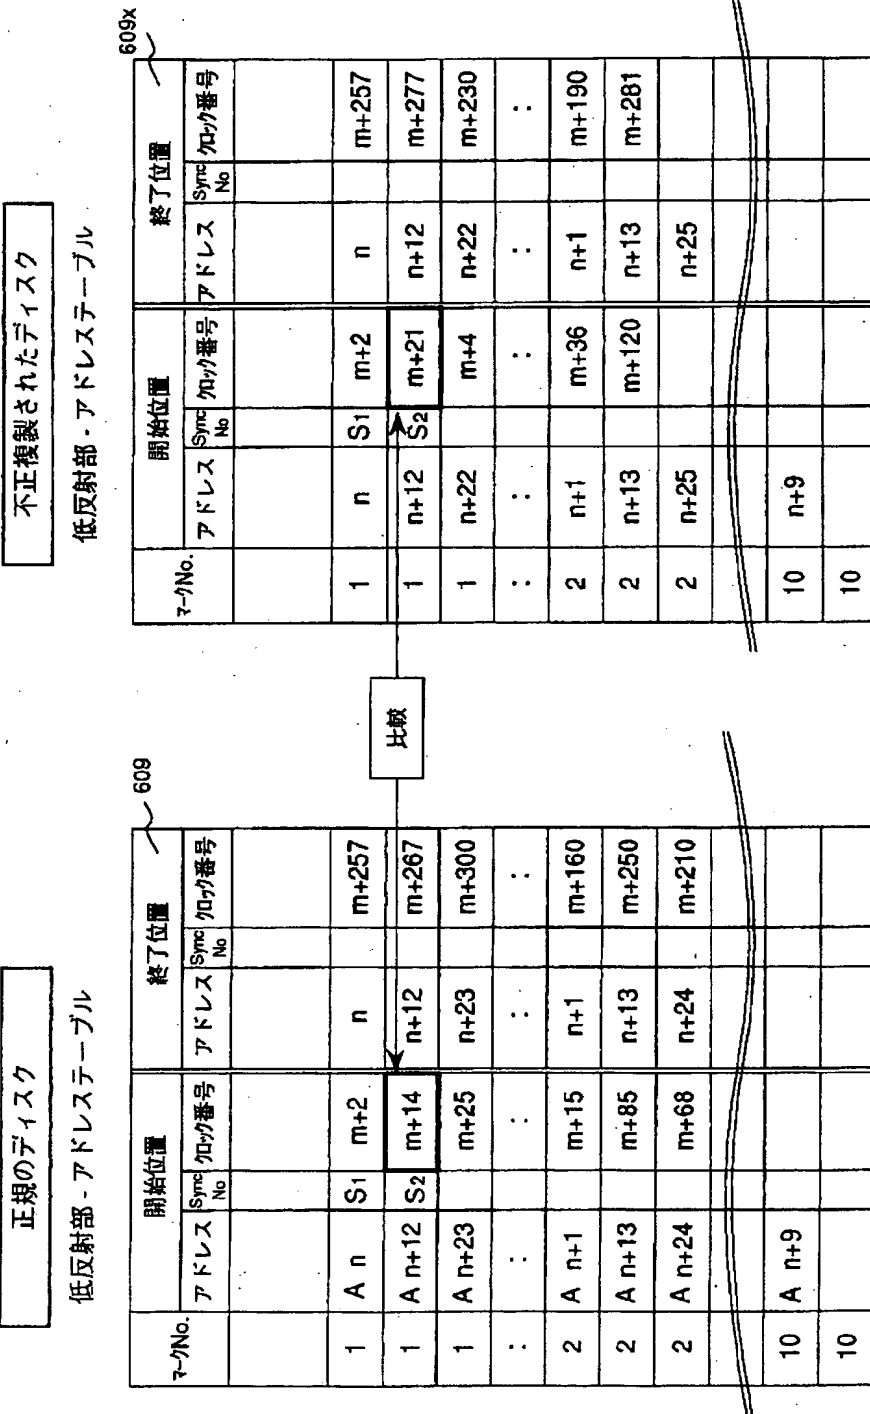 正規のディスク
低反射部 - アドレステーブル
609
マークNo. 開始位置 終了位置
アドレス Sync No クロック番号 アドレス Sync No クロック番号
1 A n S1 m+2 n m+257
1 A n+12 S2 m+14 n+12 m+267
1 A n+23 m+25 n+23 m+300
: : : : :
2 A n+1 m+15 n+1 m+160
2 A n+13 m+85 n+13 m+250
2 A n+24 m+68 n+24 m+210
10 A n+9
10
比較
不正複製されたディスク
低反射部 - アドレステーブル
609x
マークNo. 開始位置 終了位置
アドレス Sync No クロック番号 アドレス Sync No クロック番号
1 n S1 m+2 n m+257
1 n+12 S2 m+21 n+12 m+277
1 n+22 m+4 n+22 m+230
: : : : :
2 n+1 m+36 n+1 m+190
2 n+13 m+120 n+13 m+281
2 n+25 n+25
10 n+9
10